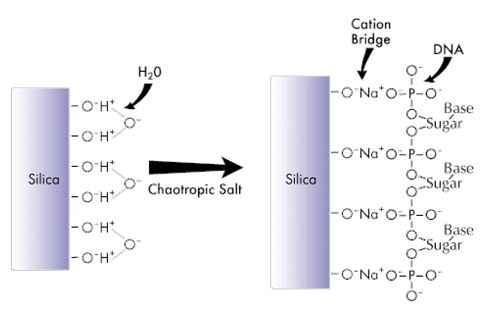 H₂0
-O⁻H⁺
-O⁻H⁺
O⁻
-O⁻H⁺
-O⁻H⁺
O⁻
-O⁻H⁺
-O⁻H⁺
O⁻
Silica
Chaotropic Salt
Cation
Bridge
DNA
Silica
O⁻
-O⁻Na⁺O-P-O⁻
O
Base
Sugar
O
-O⁻Na⁺O-P-O⁻
O
Base
Sugar
O
-O⁻Na⁺O-P-O⁻
O
Base
Sugar
O
-O⁻Na⁺O-P-O⁻
O⁻